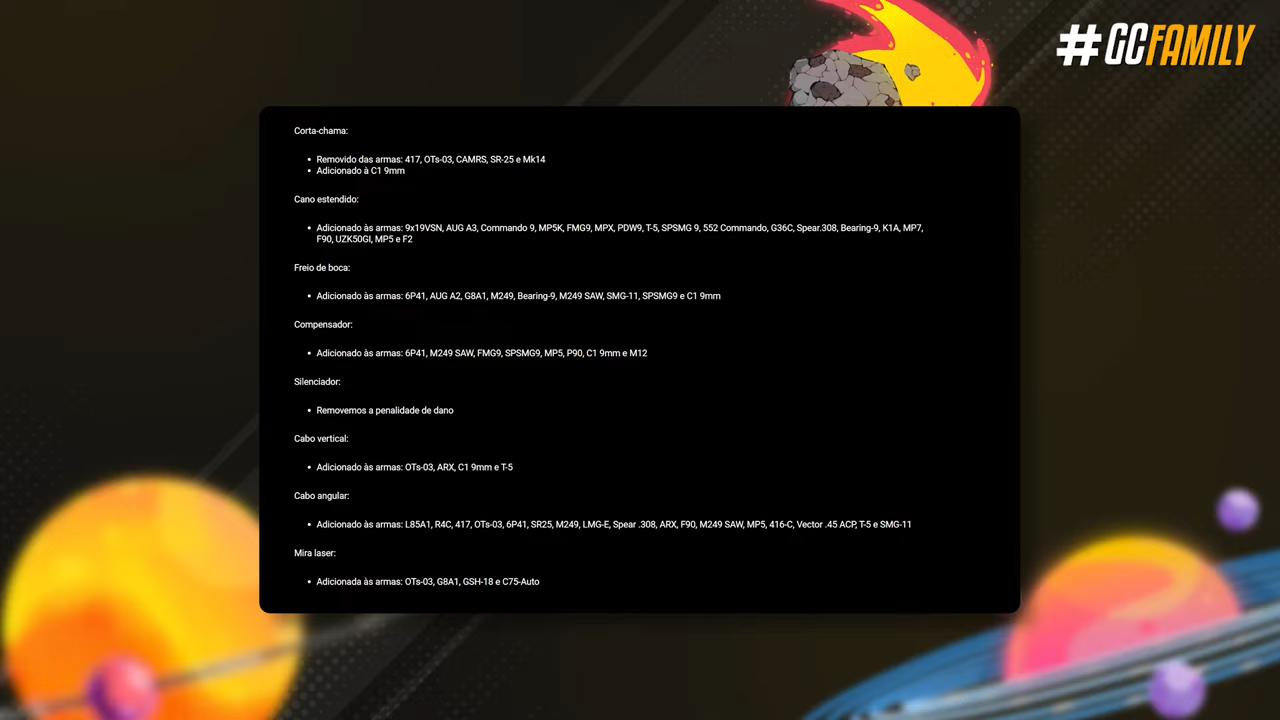 #GCFAMILY
Corta-chama:
• Removido das armas: 417, OTs-03, CAMRS, SR-25 e Mk14
• Adicionado à C1 9mm
Cano estendido:
• Adicionado às armas: 9x19VSN, AUG A3, Commando 9, MP5K, FMG9, MPX, PDW9, T-5, SPSMG 9, 552 Commando, G36C, Spear.308, Bearing-9, K1A, MP7,
F90, UZK50GI, MP5 e F2
Freio de boca:
• Adicionado às armas: 6P41, AUG A2, G8A1, M249, Bearing-9, M249 SAW, SMG-11, SPSMG9 e C1 9mm
Compensador:
• Adicionado às armas: 6P41, M249 SAW, FMG9, SPSMG9, MP5, P90, C1 9mm e M12
Silenciador:
• Removemos a penalidade de dano
Cabo vertical:
• Adicionado às armas: OTs-03, ARX, C1 9mm e T-5
Cabo angular:
• Adicionado às armas: L85A1, R4C, 417, OTs-03, 6P41, SR25, M249, LMG-E, Spear .308, ARX, F90, M249 SAW, MP5, 416-C, Vector .45 ACP, T-5 e SMG-11
Mira laser:
• Adicionada às armas: OTs-03, G8A1, GSH-18 e C75-Auto